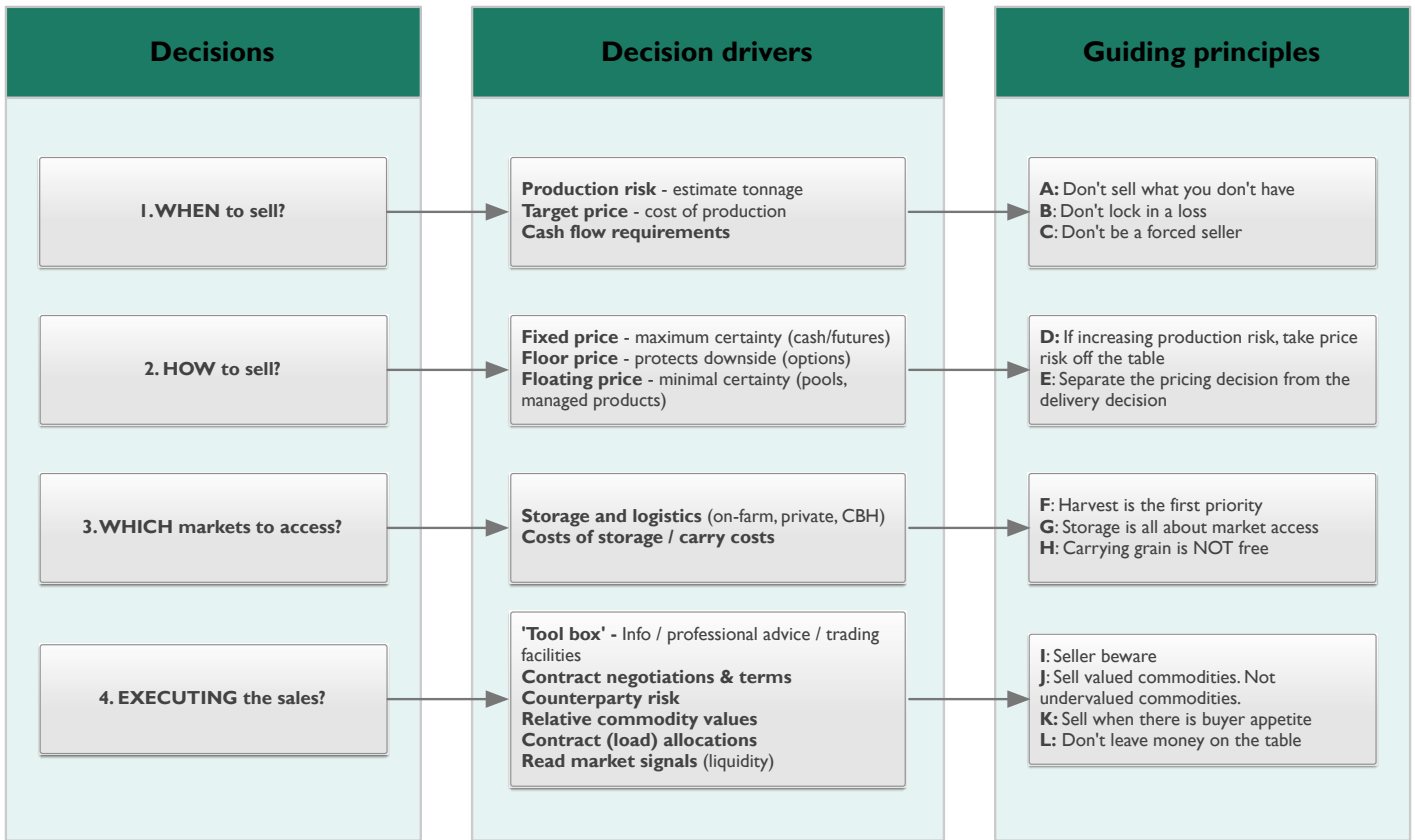 Decisions
Decision drivers
Guiding principles
1. WHEN to sell?
Production risk - estimate tonnage
Target price - cost of production
Cash flow requirements
A: Don't sell what you don't have
B: Don't lock in a loss
C: Don't be a forced seller
2. HOW to sell?
Fixed price - maximum certainty (cash/futures)
Floor price - protects downside (options)
Floating price - minimal certainty (pools,
managed products)
D: If increasing production risk, take price
risk off the table
E: Separate the pricing decision from the
delivery decision
3. WHICH markets to access?
Storage and logistics (on-farm, private, CBH)
Costs of storage / carry costs
F: Harvest is the first priority
G: Storage is all about market access
H: Carrying grain is NOT free
4. EXECUTING the sales?
'Tool box' - Info / professional advice / trading
facilities
Contract negotiations & terms
Counterparty risk
Relative commodity values
Contract (load) allocations
Read market signals (liquidity)
I: Seller beware
J: Sell valued commodities. Not
undervalued commodities.
K: Sell when there is buyer appetite
L: Don't leave money on the table